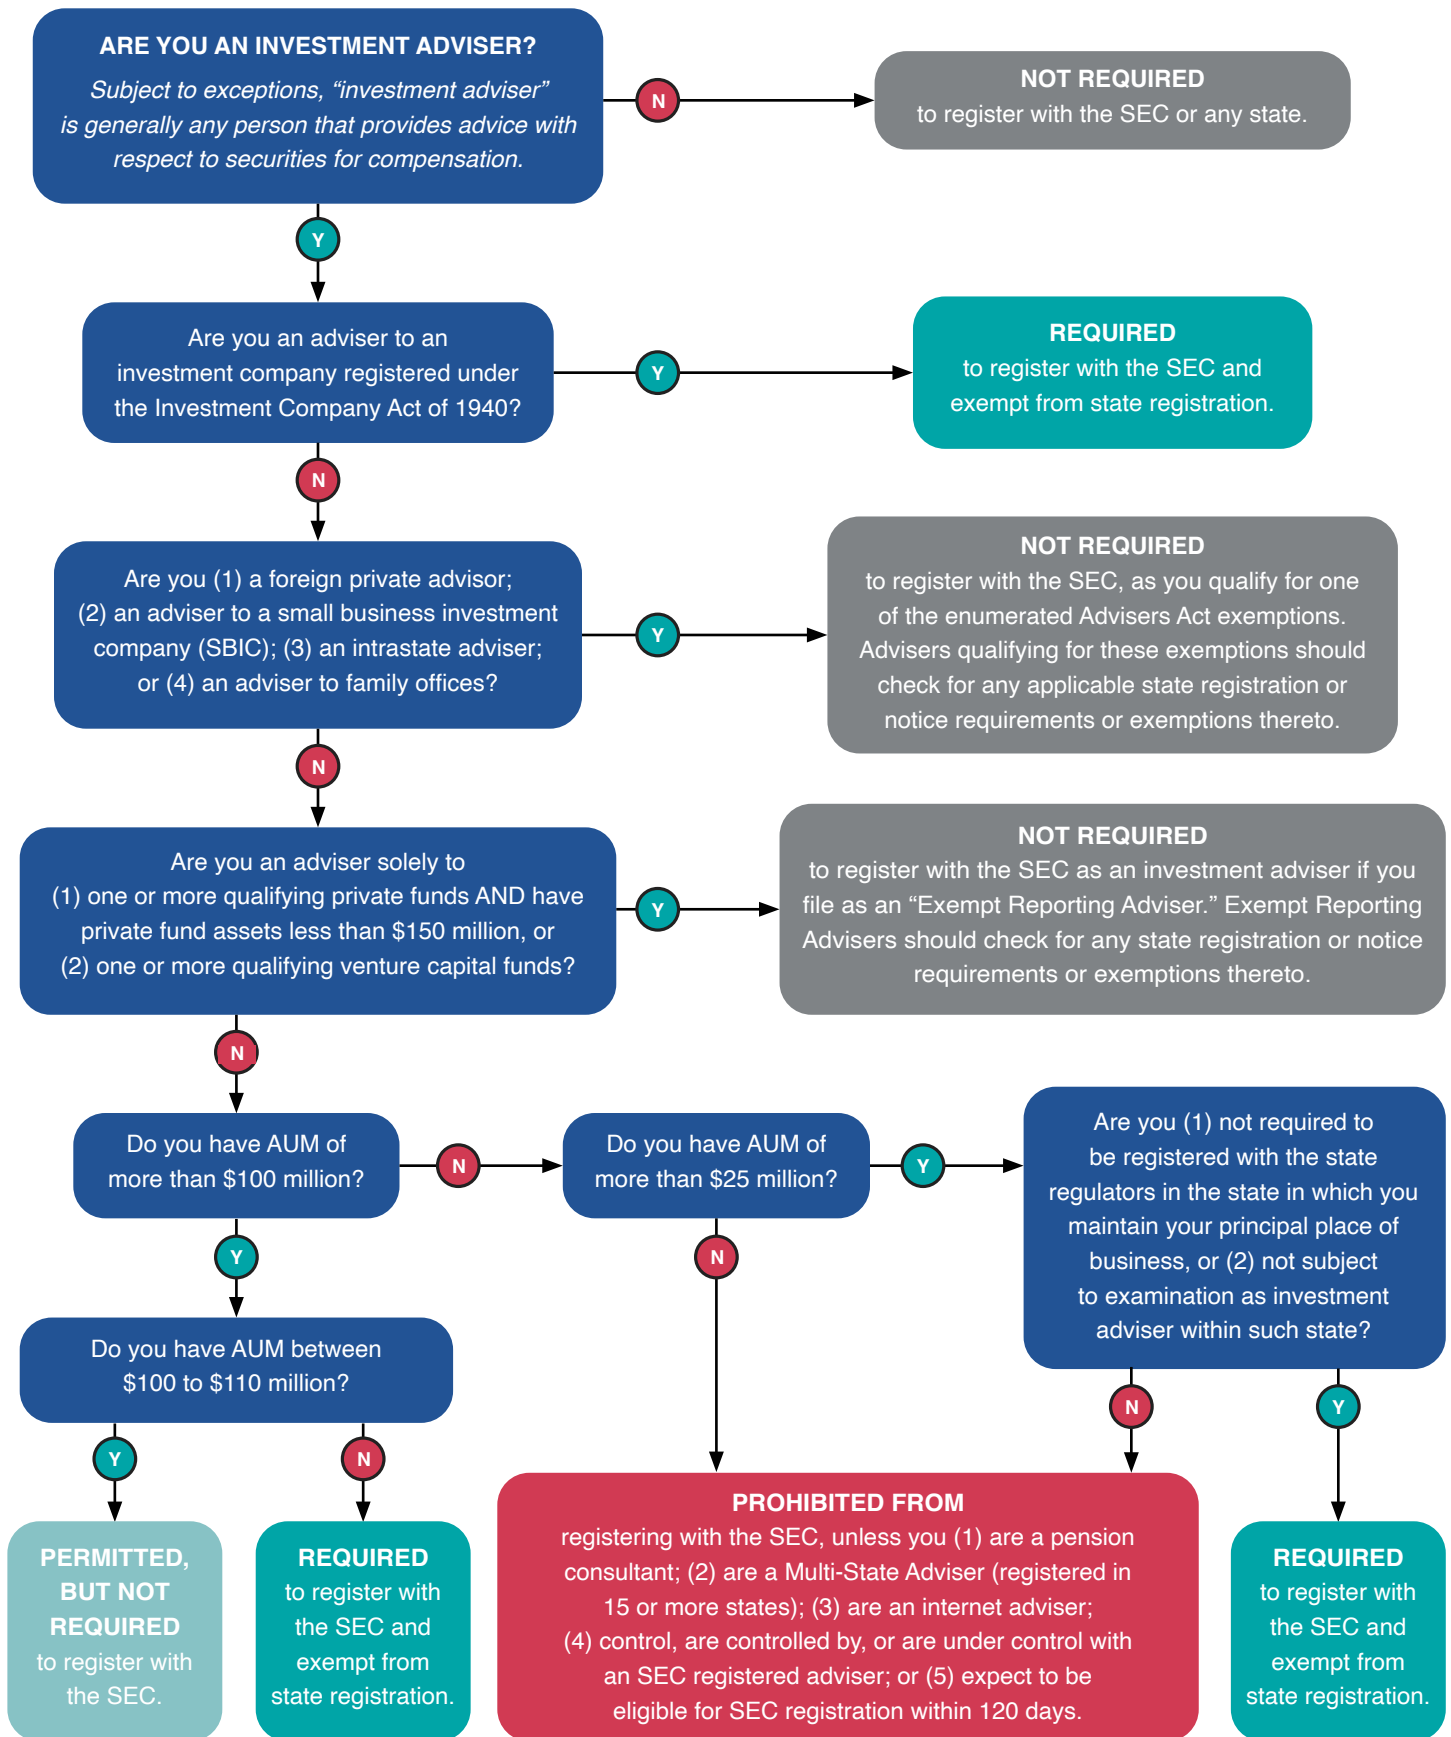 ARE YOU AN INVESTMENT ADVISER?
Subject to exceptions, “investment adviser”
is generally any person that provides advice with
respect to securities for compensation.
N
NOT REQUIRED
to register with the SEC or any state.
Y
Are you an adviser to an
investment company registered under
the Investment Company Act of 1940?
Y
REQUIRED
to register with the SEC and
exempt from state registration.
N
Are you (1) a foreign private advisor;
(2) an adviser to a small business investment
company (SBIC); (3) an intrastate adviser;
or (4) an adviser to family offices?
Y
NOT REQUIRED
to register with the SEC, as you qualify for one
of the enumerated Advisers Act exemptions.
Advisers qualifying for these exemptions should
check for any applicable state registration or
notice requirements or exemptions thereto.
N
Are you an adviser solely to
(1) one or more qualifying private funds AND have
private fund assets less than $150 million, or
(2) one or more qualifying venture capital funds?
Y
NOT REQUIRED
to register with the SEC as an investment adviser if you
file as an “Exempt Reporting Adviser.” Exempt Reporting
Advisers should check for any state registration or notice
requirements or exemptions thereto.
N
Do you have AUM of
more than $100 million?
N
Do you have AUM of
more than $25 million?
Y
Are you (1) not required to
be registered with the state
regulators in the state in which you
maintain your principal place of
business, or (2) not subject
to examination as investment
adviser within such state?
Y
N
Do you have AUM between
$100 to $110 million?
N
Y
Y
N
PERMITTED,
BUT NOT
REQUIRED
to register with
the SEC.
REQUIRED
to register with
the SEC and
exempt from
state registration.
PROHIBITED FROM
registering with the SEC, unless you (1) are a pension
consultant; (2) are a Multi-State Adviser (registered in
15 or more states); (3) are an internet adviser;
(4) control, are controlled by, or are under control with
an SEC registered adviser; or (5) expect to be
eligible for SEC registration within 120 days.
REQUIRED
to register with
the SEC and
exempt from
state registration.